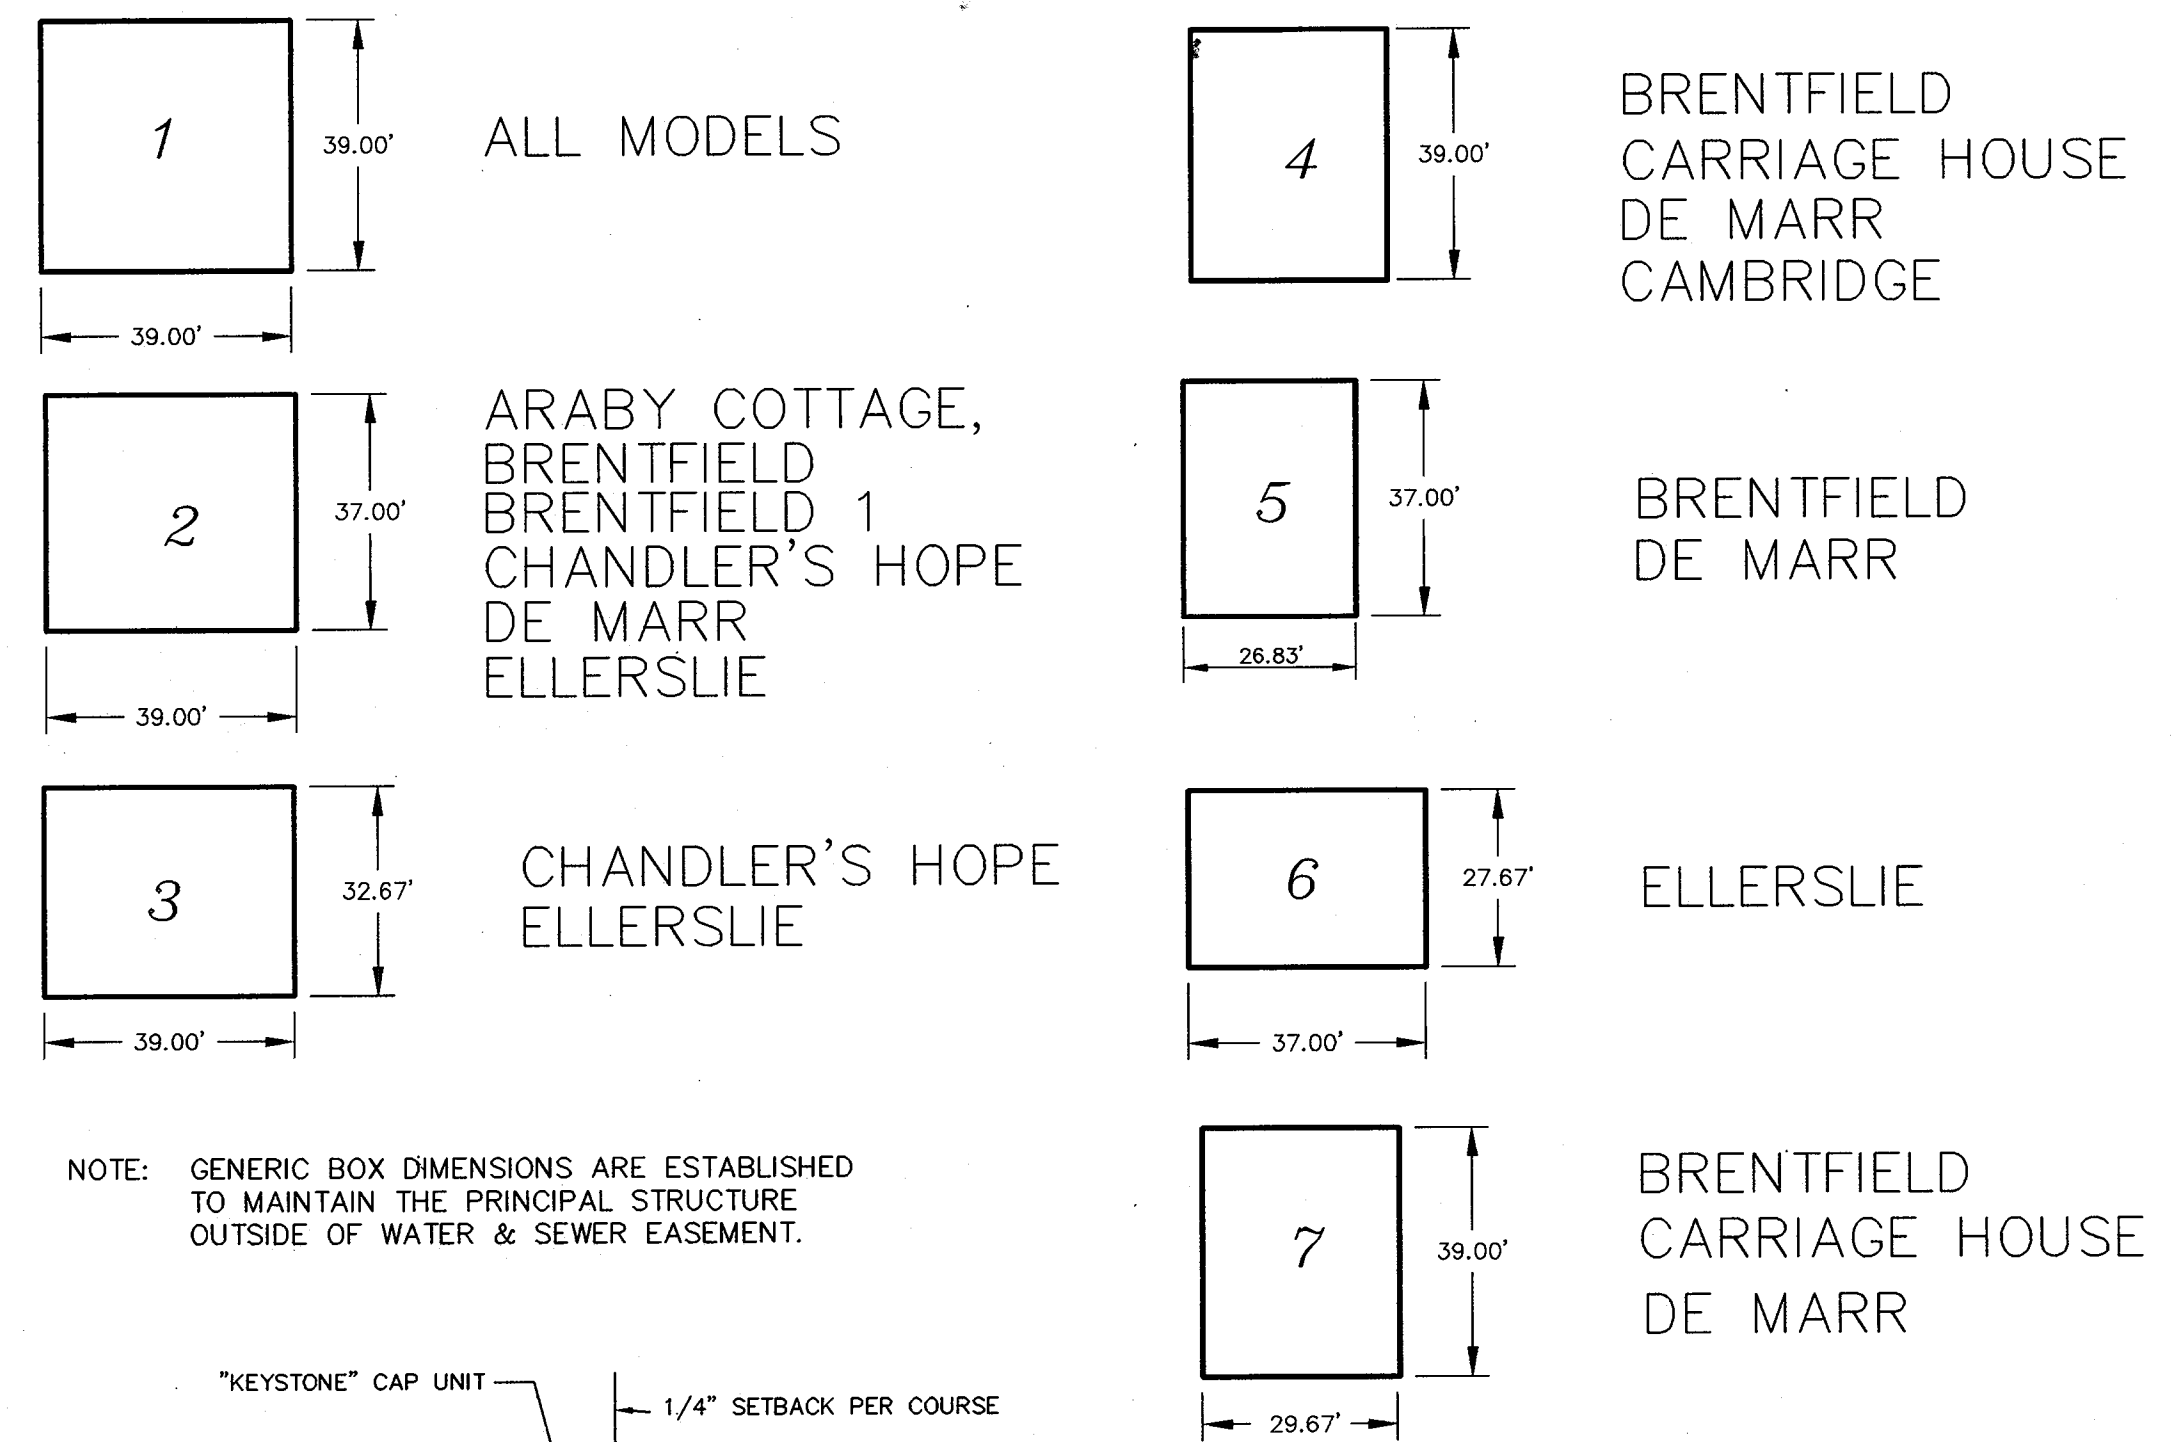 1
39.00'
39.00'
ALL MODELS
2
37.00'
39.00'
ARABY COTTAGE,
BRENTFIELD
BRENTFIELD 1
CHANDLER'S HOPE
DE MARR
ELLERSLIE
3
32.67'
39.00'
CHANDLER'S HOPE
ELLERSLIE
NOTE: GENERIC BOX DIMENSIONS ARE ESTABLISHED
TO MAINTAIN THE PRINCIPAL STRUCTURE
OUTSIDE OF WATER & SEWER EASEMENT.
"KEYSTONE" CAP UNIT
1/4" SETBACK PER COURSE
4
39.00'
BRENTFIELD
CARRIAGE HOUSE
DE MARR
CAMBRIDGE
5
37.00'
26.83'
BRENTFIELD
DE MARR
6
27.67'
37.00'
ELLERSLIE
7
39.00'
29.67'
BRENTFIELD
CARRIAGE HOUSE
DE MARR